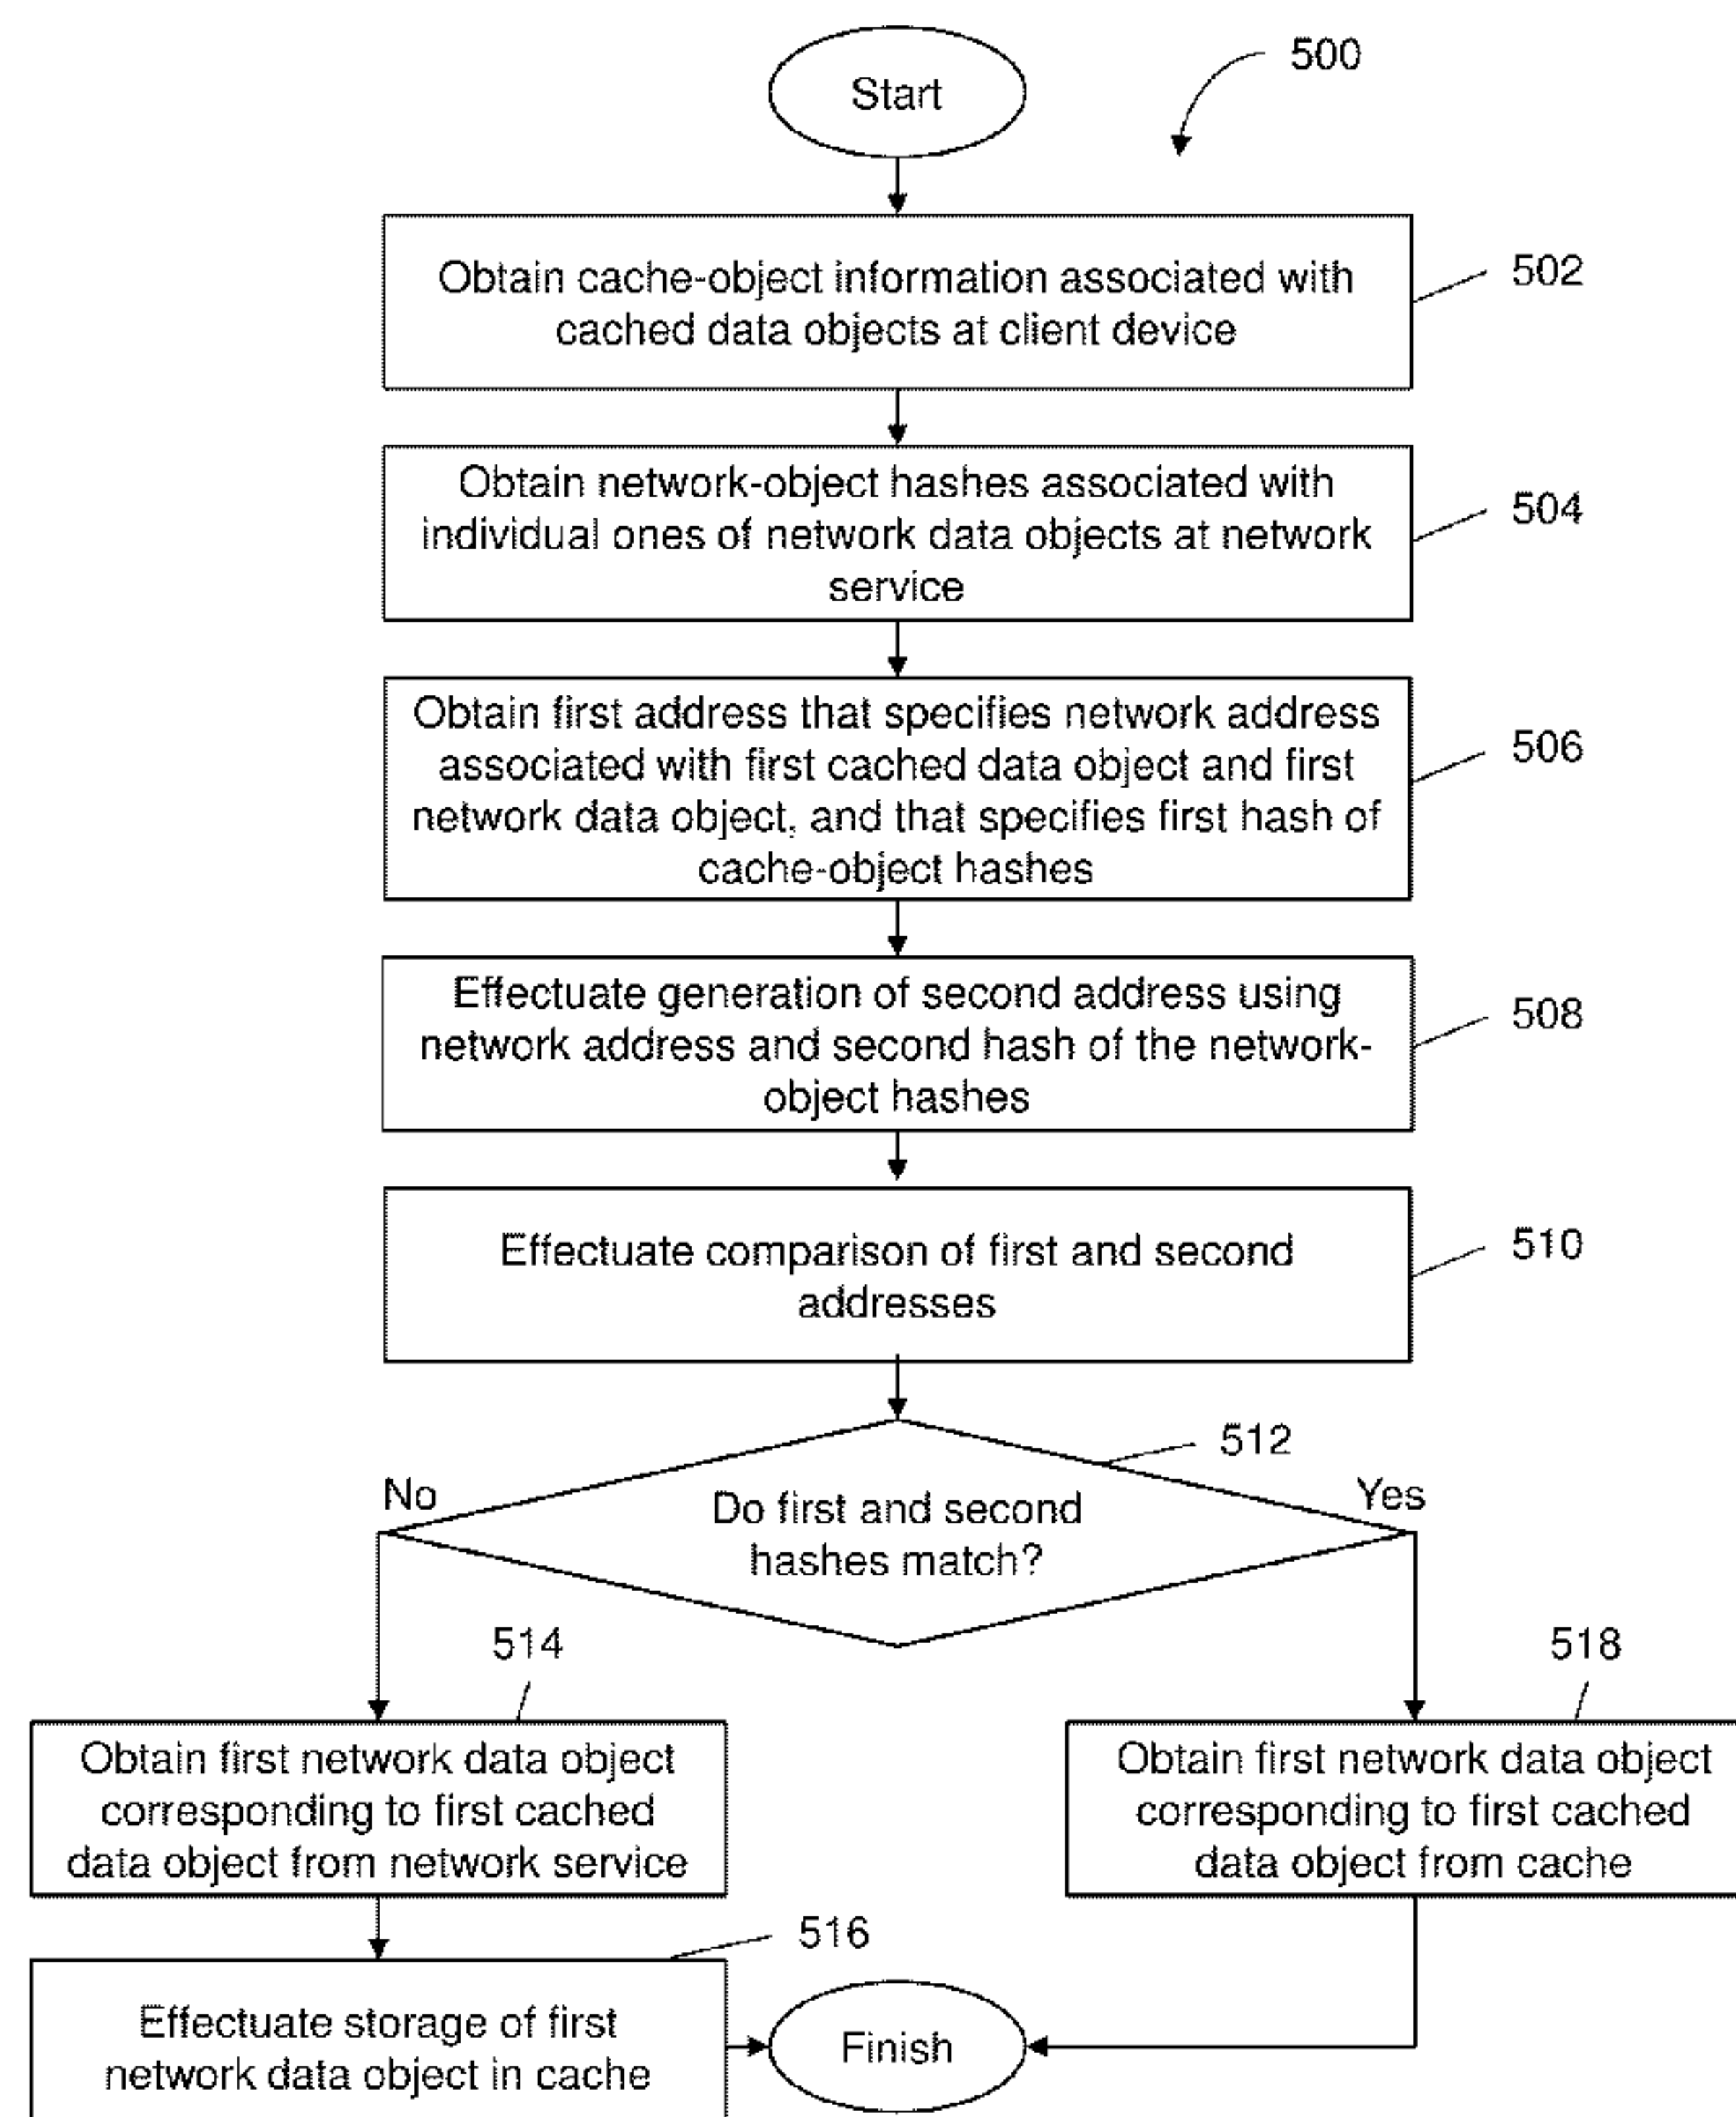 Start
500
Obtain cache-object information associated with
cached data objects at client device
502
Obtain network-object hashes associated with
individual ones of network data objects at network
service
504
Obtain first address that specifies network address
associated with first cached data object and first
network data object, and that specifies first hash of
cache-object hashes
506
Effectuate generation of second address using
network address and second hash of the network-
object hashes
508
Effectuate comparison of first and second
addresses
510
512
No
Do first and second
hashes match?
Yes
514
Obtain first network data object
corresponding to first cached
data object from network service
518
Obtain first network data object
corresponding to first cached
data object from cache
516
Effectuate storage of first
network data object in cache
Finish